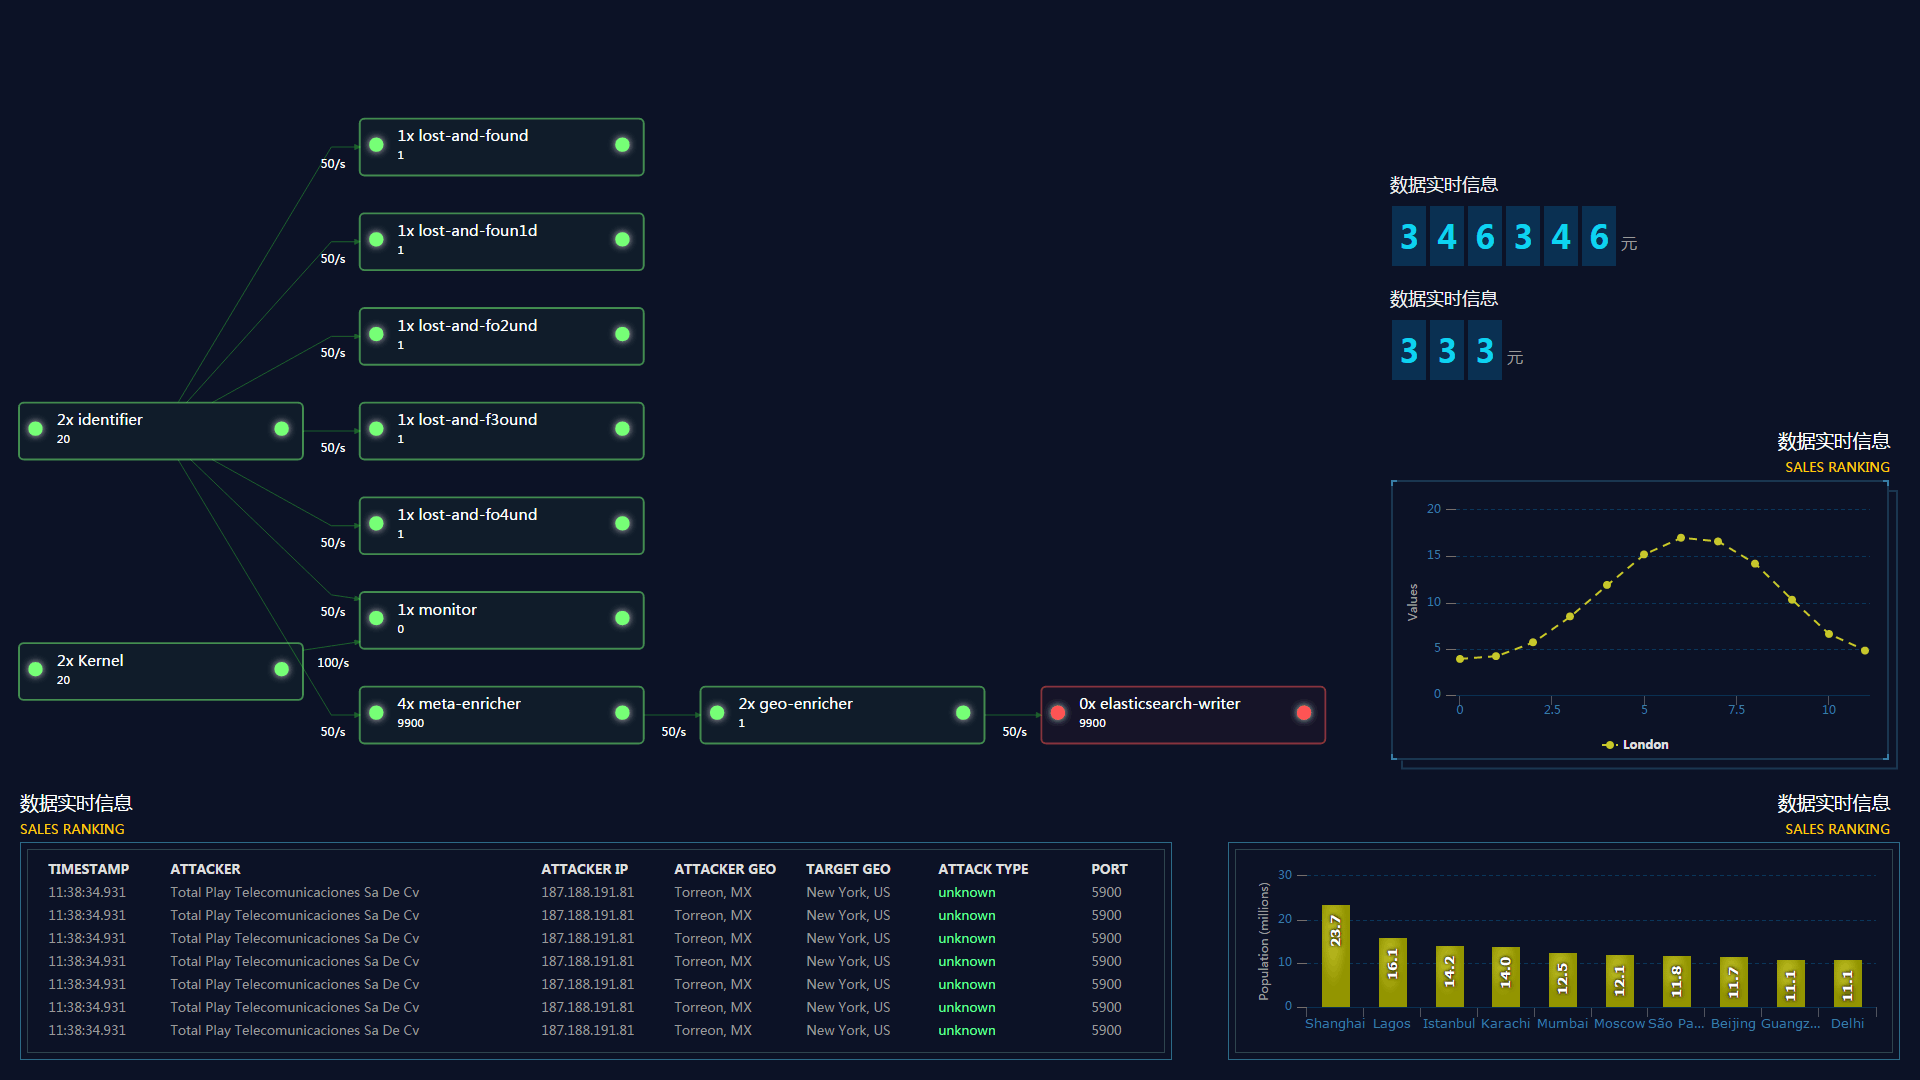 1x lost-and-found
1
50/s
1x lost-and-foun1d
1
50/s
1x lost-and-fo2und
1
50/s
2x identifier
20
1x lost-and-f3ound
1
50/s
1x lost-and-fo4und
1
50/s
1x monitor
0
50/s
2x Kernel
20
100/s
4x meta-enricher
9900
50/s
2x geo-enricher
1
50/s
0x elasticsearch-writer
9900
50/s
数据实时信息
3 4 6 3 4 6 元
数据实时信息
3 3 3 元
数据实时信息
SALES RANKING
Values
20
15
10
5
0
0 2.5 5 7.5 10
London
数据实时信息
SALES RANKING
TIMESTAMP ATTACKER ATTACKER IP ATTACKER GEO TARGET GEO ATTACK TYPE PORT
11:38:34.931 Total Play Telecomunicaciones Sa De Cv 187.188.191.81 Torreon, MX New York, US unknown 5900
11:38:34.931 Total Play Telecomunicaciones Sa De Cv 187.188.191.81 Torreon, MX New York, US unknown 5900
11:38:34.931 Total Play Telecomunicaciones Sa De Cv 187.188.191.81 Torreon, MX New York, US unknown 5900
11:38:34.931 Total Play Telecomunicaciones Sa De Cv 187.188.191.81 Torreon, MX New York, US unknown 5900
11:38:34.931 Total Play Telecomunicaciones Sa De Cv 187.188.191.81 Torreon, MX New York, US unknown 5900
11:38:34.931 Total Play Telecomunicaciones Sa De Cv 187.188.191.81 Torreon, MX New York, US unknown 5900
11:38:34.931 Total Play Telecomunicaciones Sa De Cv 187.188.191.81 Torreon, MX New York, US unknown 5900
数据实时信息
SALES RANKING
Population (millions)
30
20
10
0
23.7 16.1 14.2 14.0 12.5 12.1 11.8 11.7 11.1 11.1
Shanghai Lagos Istanbul Karachi Mumbai Moscow São Pa... Beijing Guangz... Delhi